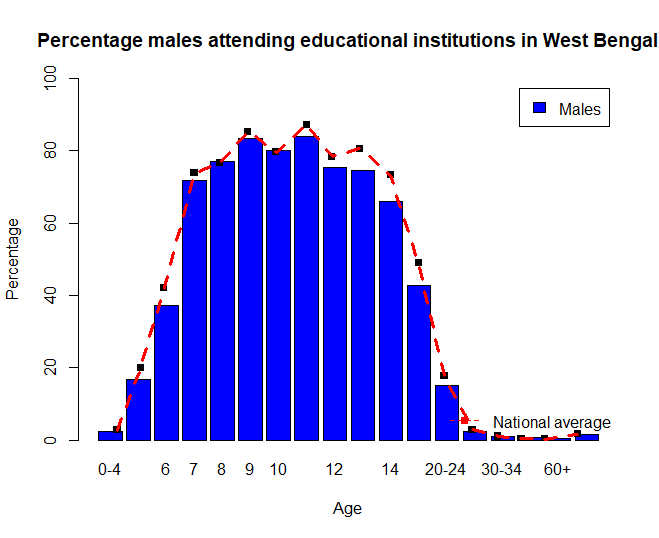 Percentage males attending educational institutions in West Bengal
100
80
60
40
20
0
Percentage
Males
National average
0-4 6 7 8 9 10 12 14 20-24 30-34 60+
Age